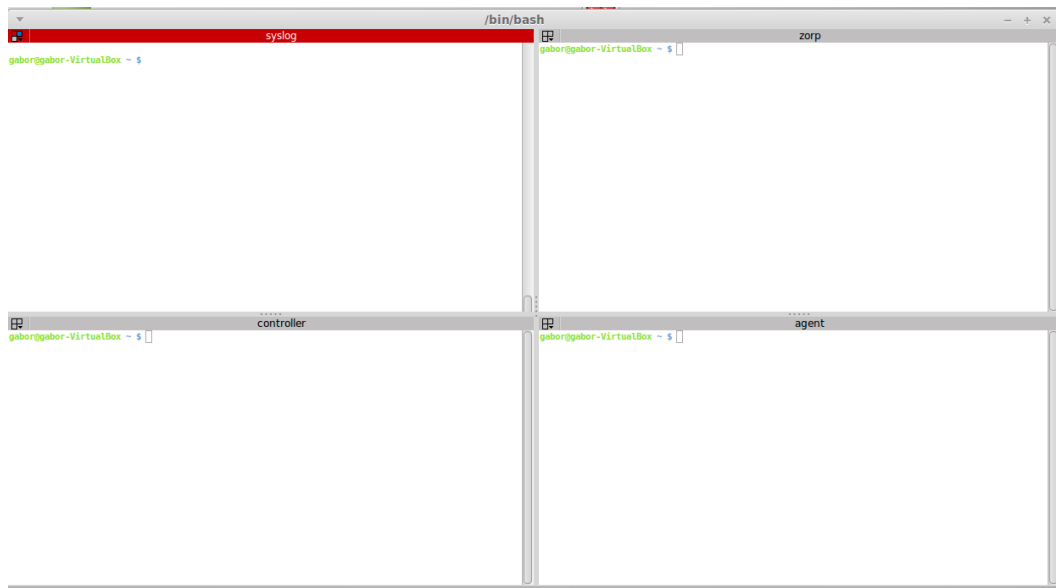 /bin/bash
syslog
zorp
gabor@gabor-VirtualBox ~ $
gabor@gabor-VirtualBox ~ $
controller
agent
gabor@gabor-VirtualBox ~ $
gabor@gabor-VirtualBox ~ $